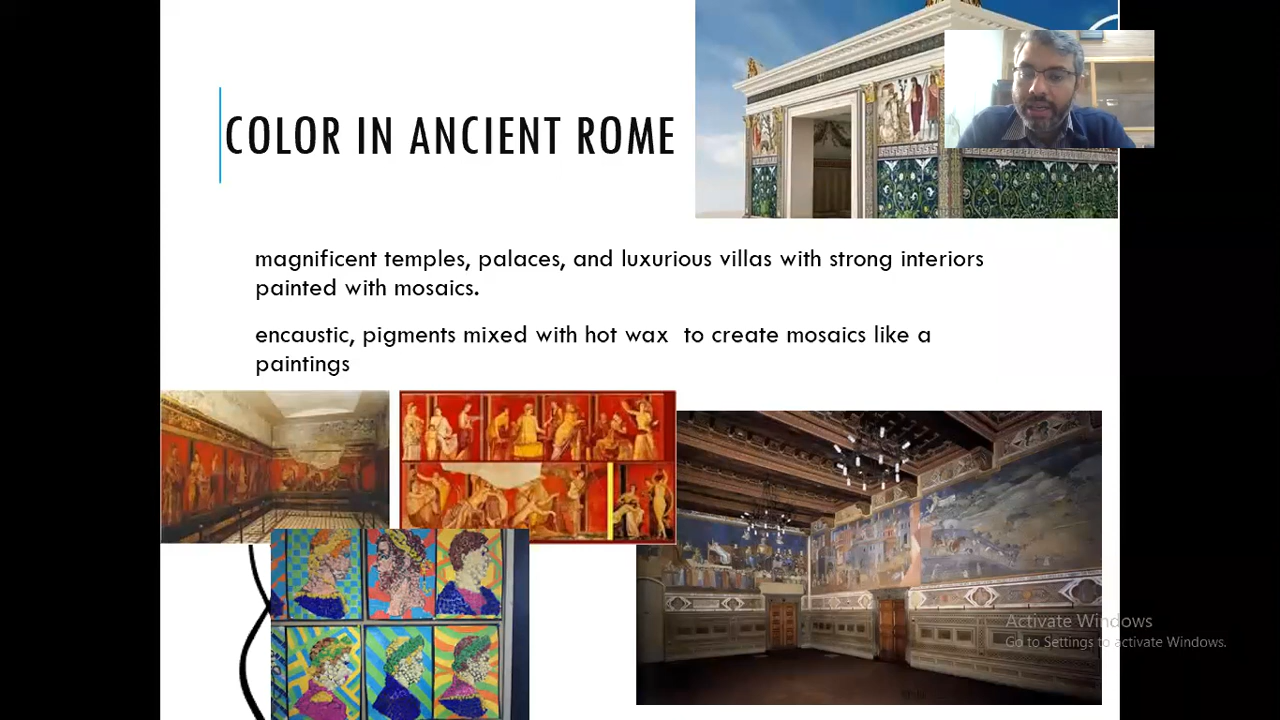 COLOR IN ANCIENT ROME
magnificent temples, palaces, and luxurious villas with strong interiors
painted with mosaics.
encaustic, pigments mixed with hot wax  to create mosaics like a
paintings
Activate Windows
Go to Settings to activate Windows.